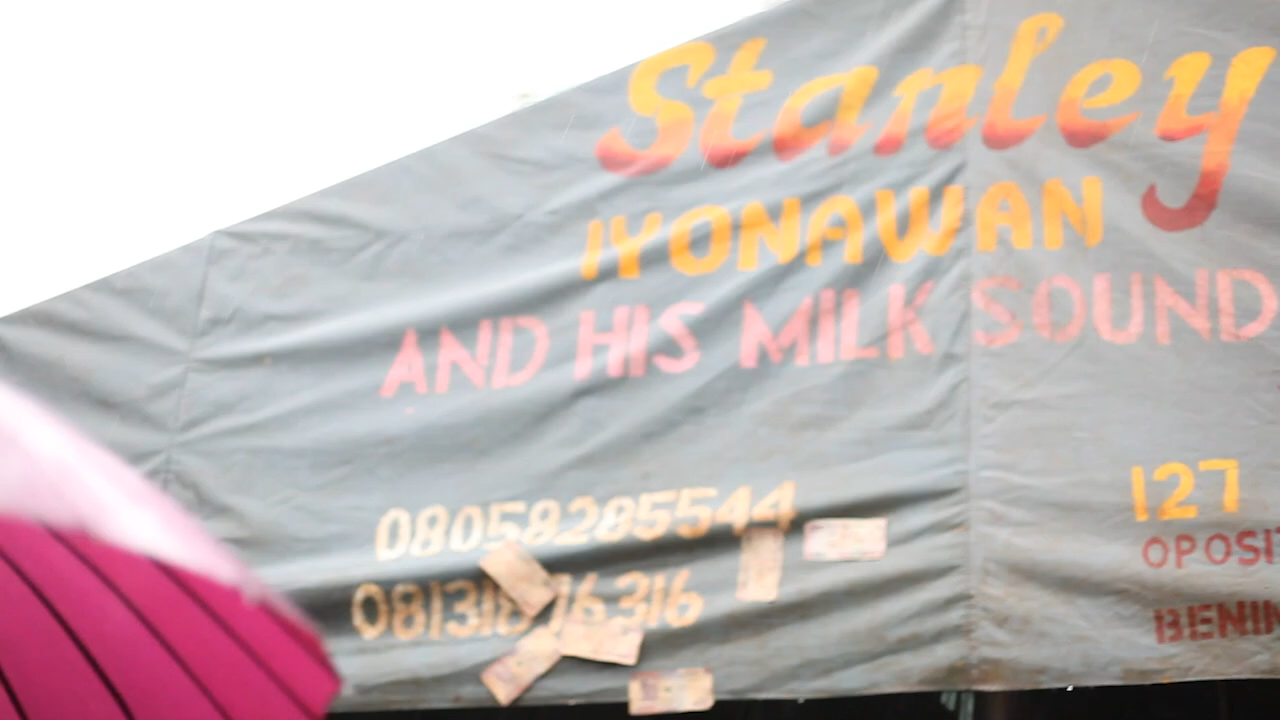 Stanley
IYONAWAN
AND HIS MILK SOUND
08058285544
127
OPOSIT
BENIN